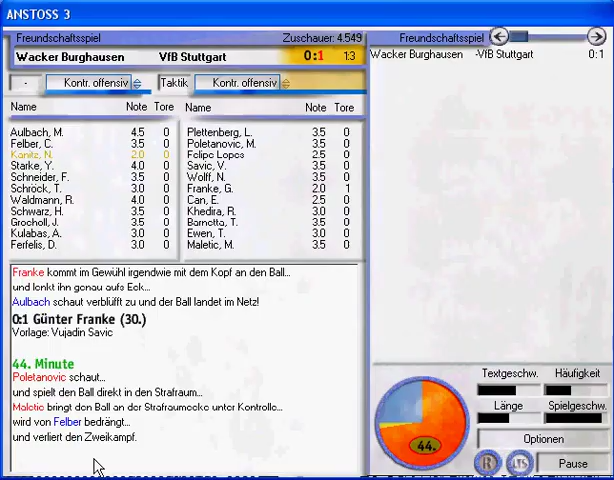 ANSTOSS 3
Freundschaftsspiel Zuschauer: 4.549
Wacker Burghausen VfB Stuttgart 0:1 13
- Kontr. offensiv Taktik Kontr. offensiv
Name Note Tore Name Note Tore
Aulbach, M. 4.5 0 Plettenberg, L. 3.5 0
Felber, C. 3.5 0 Poletanovic, M. 3.5 0
Kanitz, N. 2.0 0 Felipe Lopes 2.5 0
Starke, Y. 4.0 0 Savic, V. 3.5 0
Schneider, F. 3.5 0 Wolff, N. 3.5 0
Schröck, T. 3.0 0 Franke, G. 2.0 1
Waldmann, R. 4.0 0 Can, E. 2.5 0
Schwarz, H. 3.5 0 Khedira, R. 3.0 0
Grocholl, J. 3.5 0 Barnetta, T. 3.5 0
Kulabas, A. 3.0 0 Ewen, T. 3.0 0
Ferfelis, D. 3.0 0 Maletic, M. 3.5 0
Franke kommt im Gewühl irgendwie mit dem Kopf an den Ball...
und lenkt ihn genau aufs Eck...
Aulbach schaut verblüfft zu und der Ball landet im Netz!
0:1 Günter Franke (30.)
Vorlage: Vujadin Savic
44. Minute
Poletanovic schaut...
und spielt den Ball direkt in den Strafraum...
Maletic bringt den Ball an der Strafraumecke unter Kontrolle...
wird von Felber bedrängt...
und verliert den Zweikampf.
Freundschaftsspiel
Wacker Burghausen -VfB Stuttgart 0:1
Textgeschw. Häufigkeit
Länge Spielgeschw.
44.
Optionen
R LTS Pause